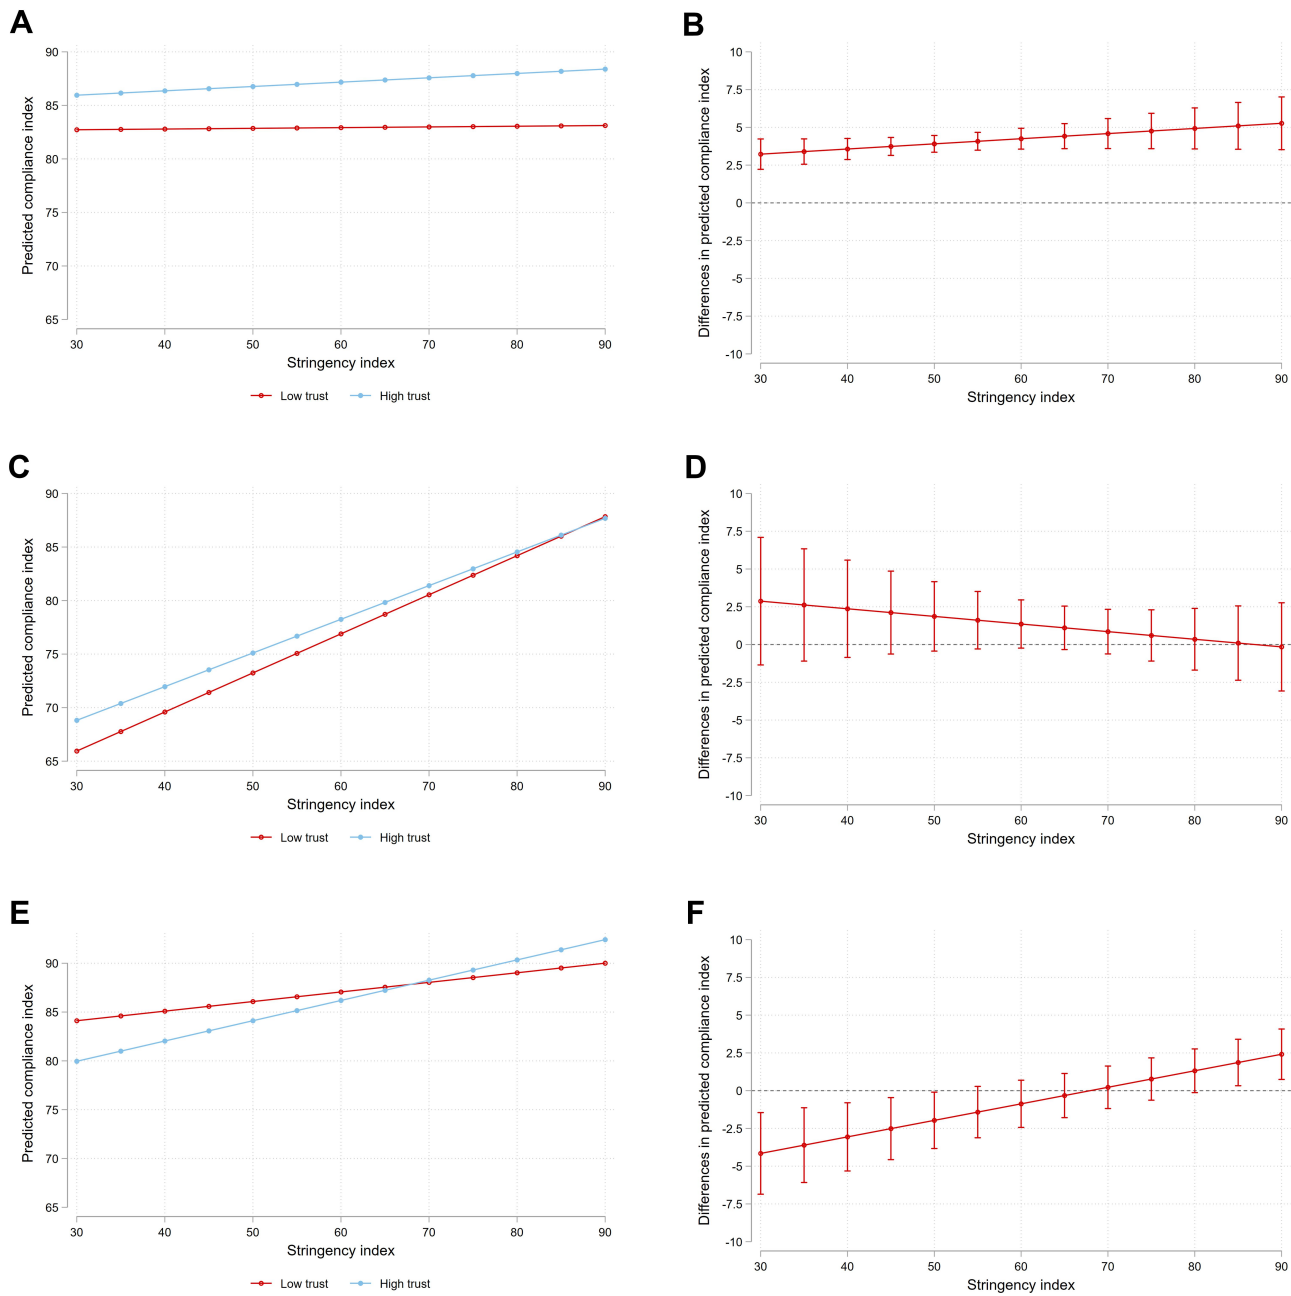 A
Predicted compliance index
90
85
80
75
70
65
30 40 50 60 70 80 90
Stringency index
Low trust High trust
B
Differences in predicted compliance index
10
7.5
5
2.5
0
-2.5
-5
-7.5
-10
30 40 50 60 70 80 90
Stringency index
C
Predicted compliance index
90
85
80
75
70
65
30 40 50 60 70 80 90
Stringency index
Low trust High trust
D
Differences in predicted compliance index
10
7.5
5
2.5
0
-2.5
-5
-7.5
-10
30 40 50 60 70 80 90
Stringency index
E
Predicted compliance index
90
85
80
75
70
65
30 40 50 60 70 80 90
Stringency index
Low trust High trust
F
Differences in predicted compliance index
10
7.5
5
2.5
0
-2.5
-5
-7.5
-10
30 40 50 60 70 80 90
Stringency index